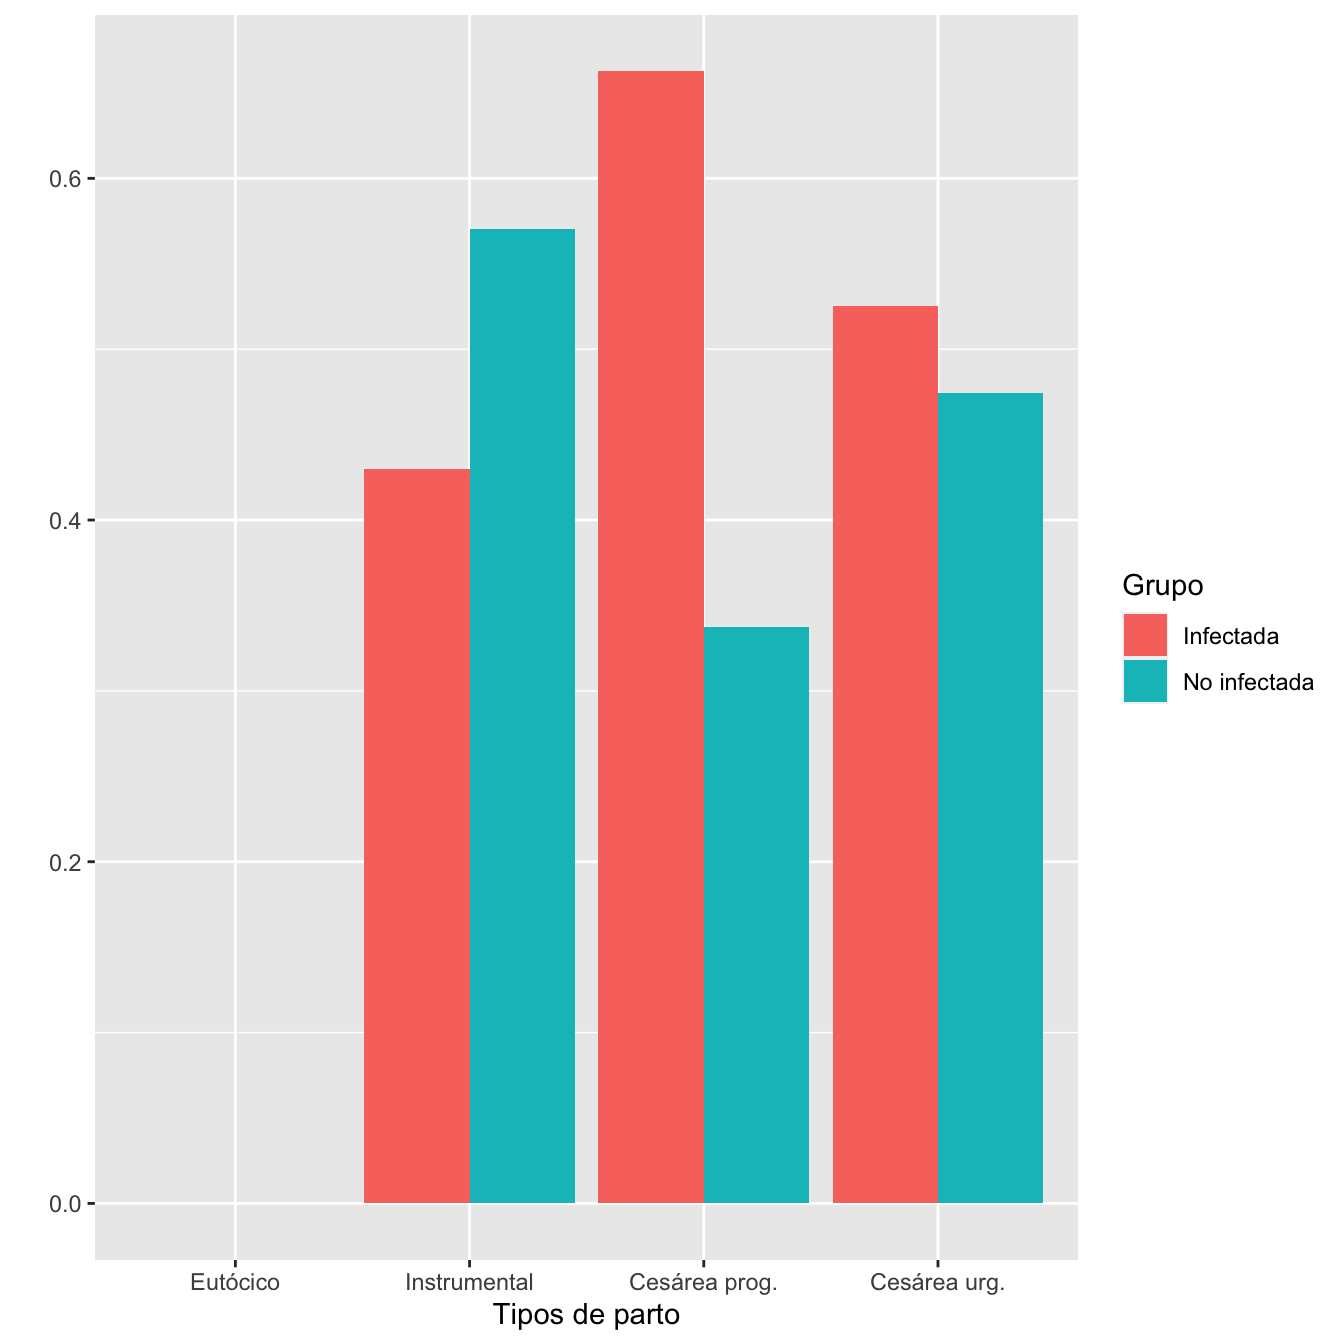 0.6
0.4
0.2
0.0
Eutócico
Instrumental
Cesárea prog.
Cesárea urg.
Tipos de parto
Grupo
Infectada
No infectada